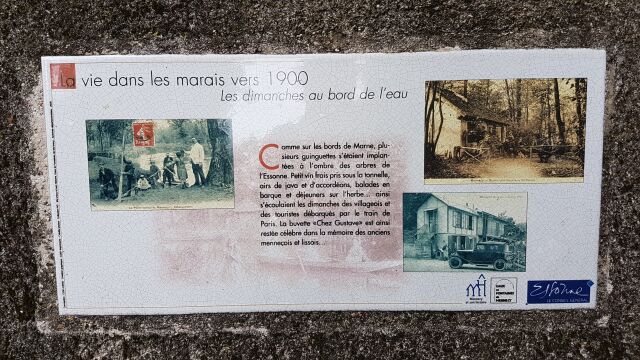 La vie dans les marais vers 1900
Les dimanches au bord de l'eau
Comme sur les bords de Marne, plu-
sieurs guinguettes s'étaient implan-
tées à l'ombre des arbres de
l'Essonne. Petit vin frais pris sous la tonnelle,
airs de java et d'accordéons, balades en
barque et déjeuners sur l'herbe... ainsi
s'écoulaient les dimanches des villageois et
des touristes débarqués par le train de
Paris. La buvette «Chez Gustave» est ainsi
restée célèbre dans la mémoire des anciens
menneçois et lissois...
Essonne
LE CONSEIL GÉNÉRAL